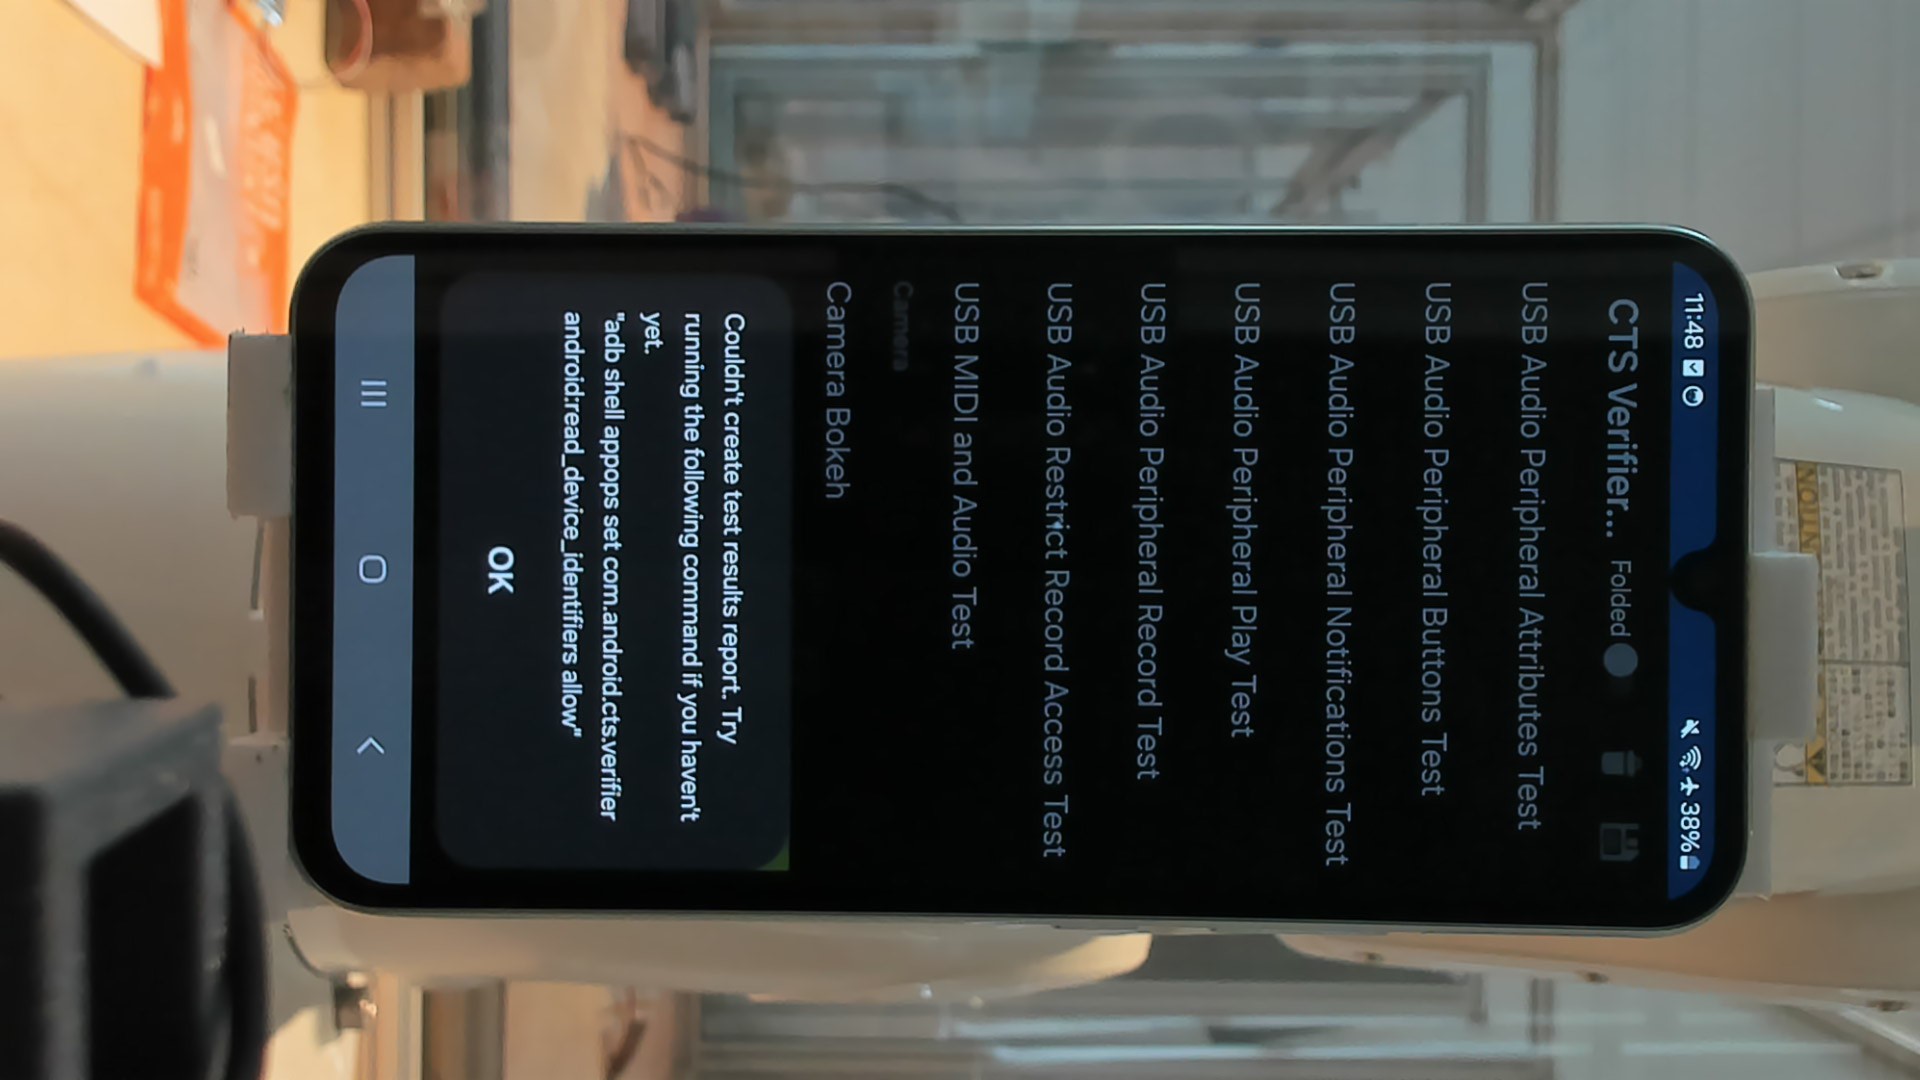 11:48
38%
CTS Verifier...
Folded
USB Audio Peripheral Attributes Test
USB Audio Peripheral Buttons Test
USB Audio Peripheral Notifications Test
USB Audio Peripheral Play Test
USB Audio Peripheral Record Test
USB Audio Restrict Record Access Test
USB MIDI and Audio Test
Camera
Camera Bokeh
Couldn't create test results report. Try
running the following command if you haven't
yet.
"adb shell appops set com.android.cts.verifier
android:read_device_identifiers allow"
OK